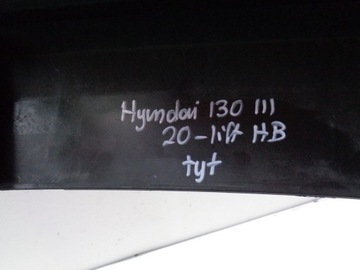 Hyundai i30 III
20-lift HB
tyt